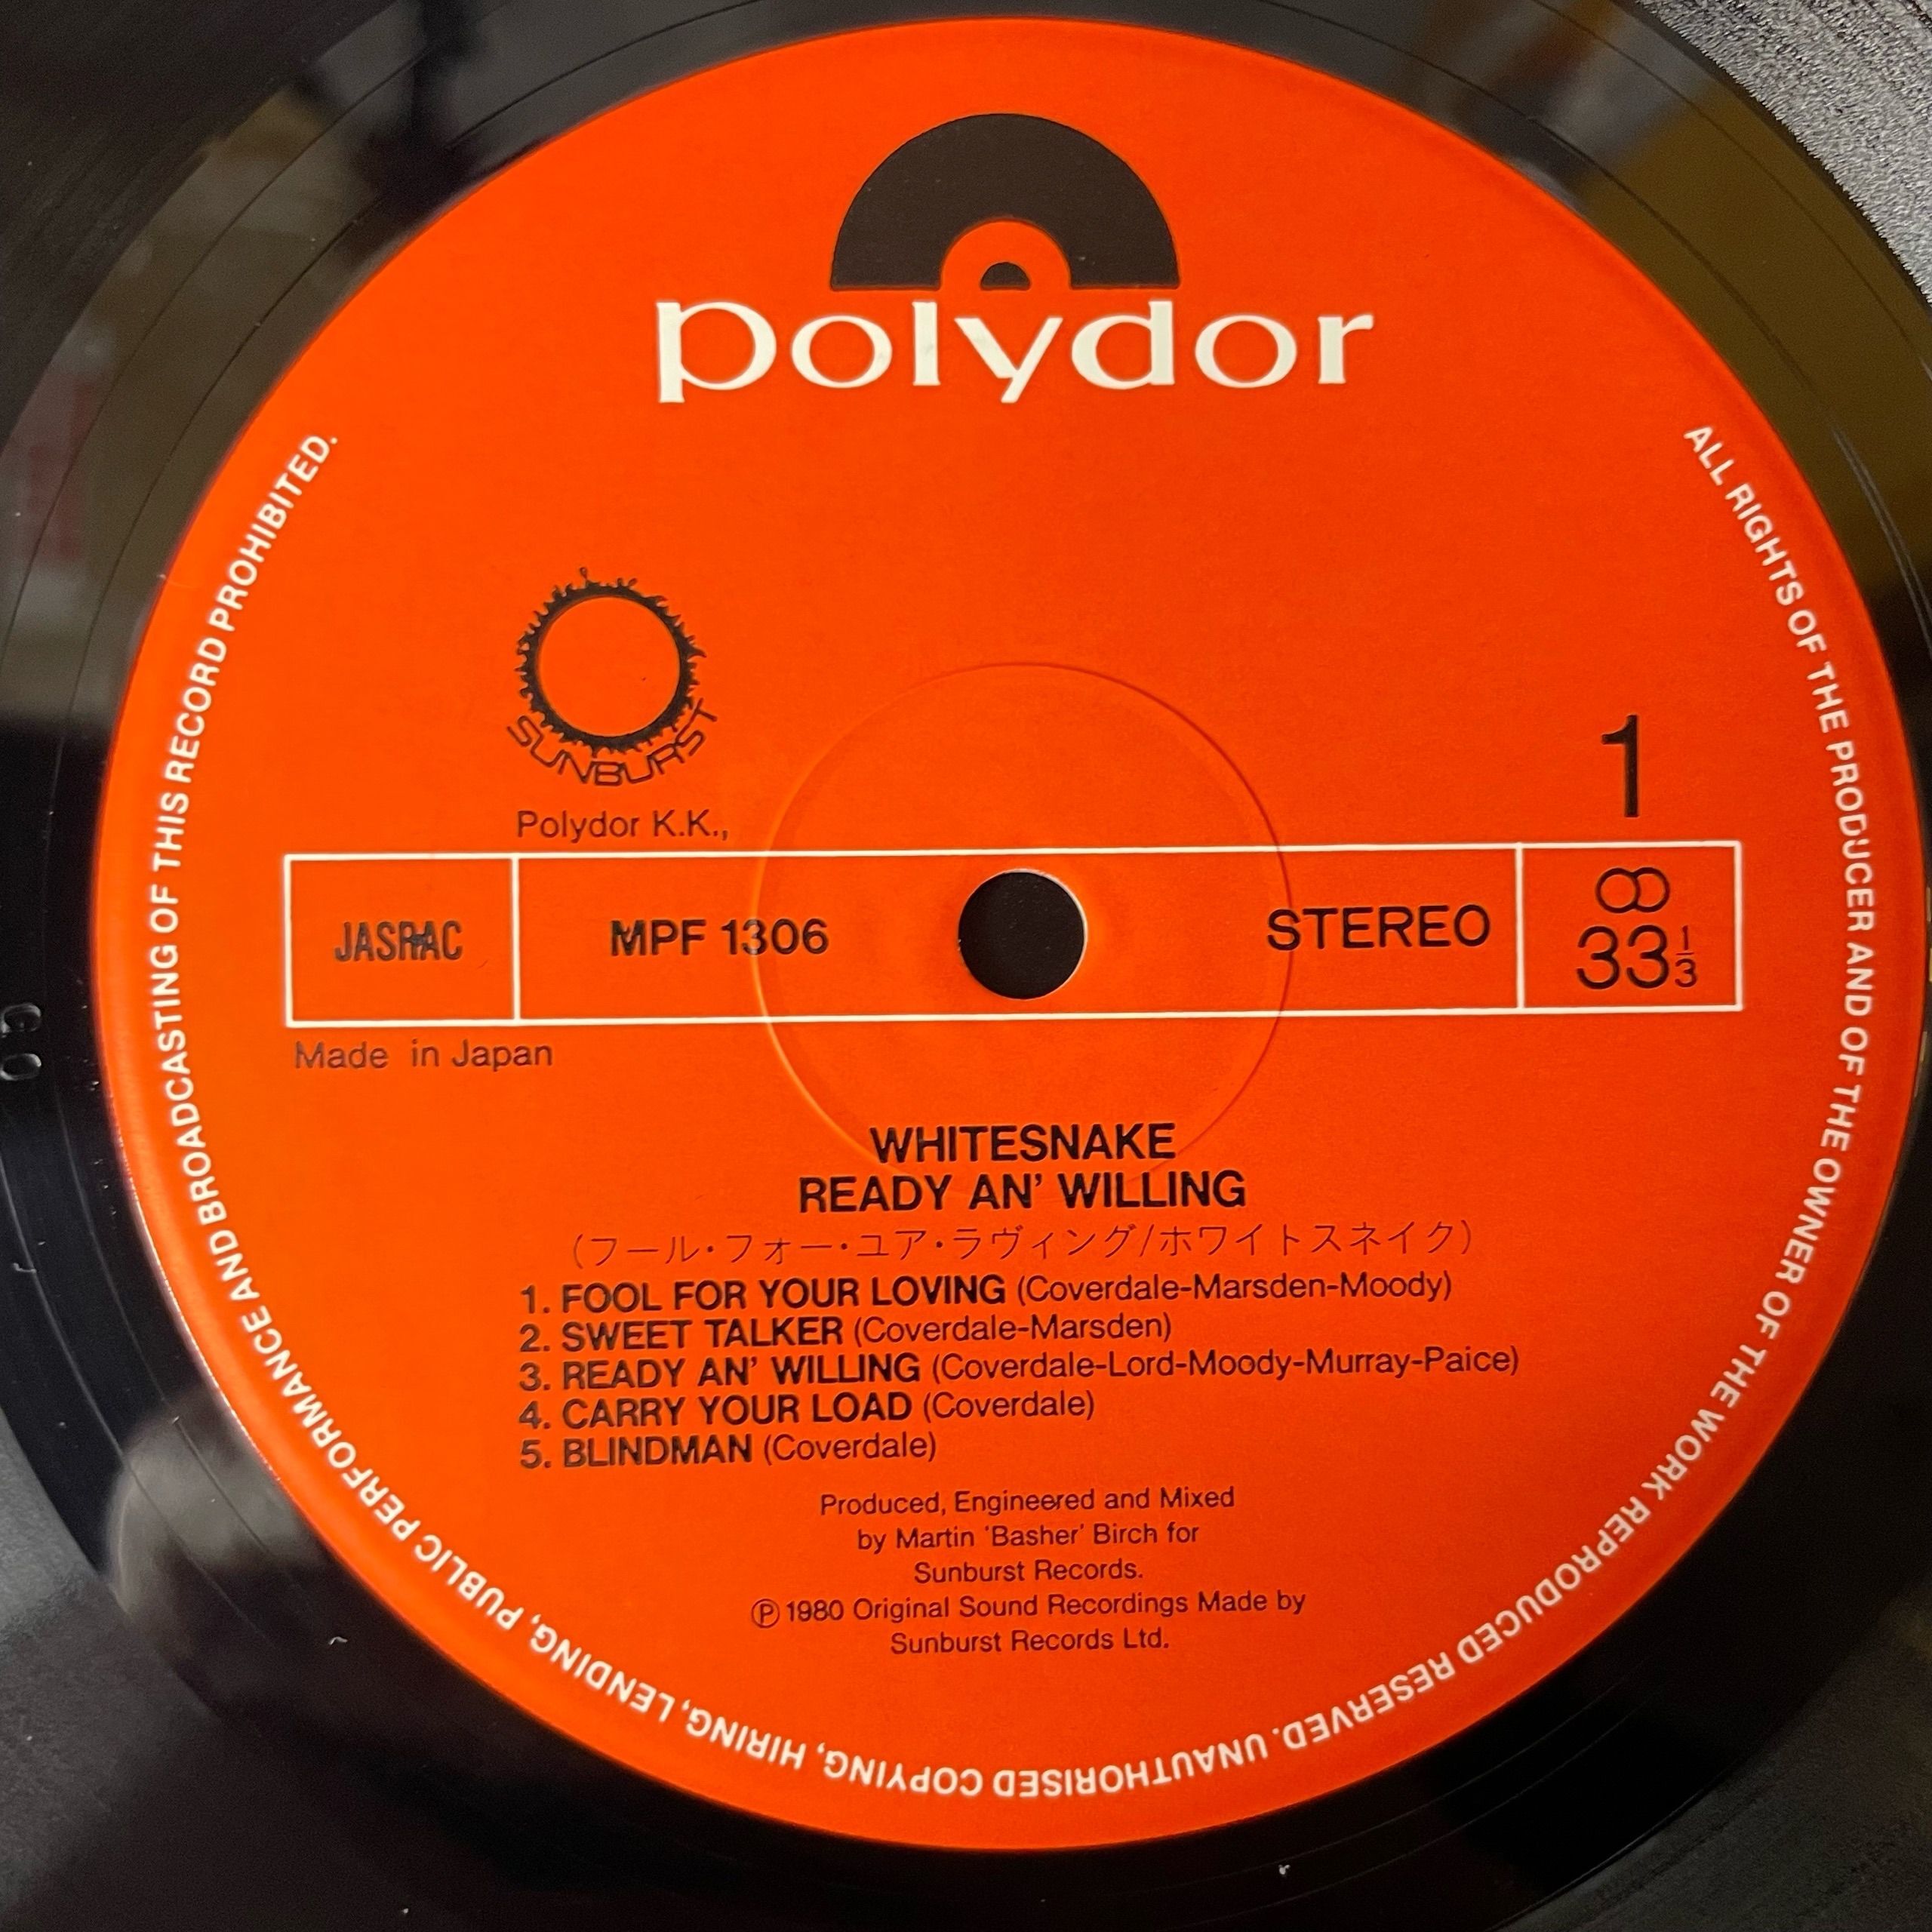 polydor
SUNBURST
Polydor K.K.,
1
JASRAC
MPF 1306
STEREO
33 1/3
Made in Japan
WHITESNAKE
READY AN' WILLING
(フール・フォー・ユア・ラヴィング/ホワイトスネイク)
1. FOOL FOR YOUR LOVING (Coverdale-Marsden-Moody)
2. SWEET TALKER (Coverdale-Marsden)
3. READY AN' WILLING (Coverdale-Lord-Moody-Murray-Paice)
4. CARRY YOUR LOAD (Coverdale)
5. BLINDMAN (Coverdale)
Produced, Engineered and Mixed
by Martin 'Basher' Birch for
Sunburst Records.
Ⓟ 1980 Original Sound Recordings Made by
Sunburst Records Ltd.
ALL RIGHTS OF THE PRODUCER AND OF THE OWNER OF THE WORK REPRODUCED RESERVED. UNAUTHORISED COPYING, HIRING, LENDING, PUBLIC PERFORMANCE AND BROADCASTING OF THIS RECORD PROHIBITED.